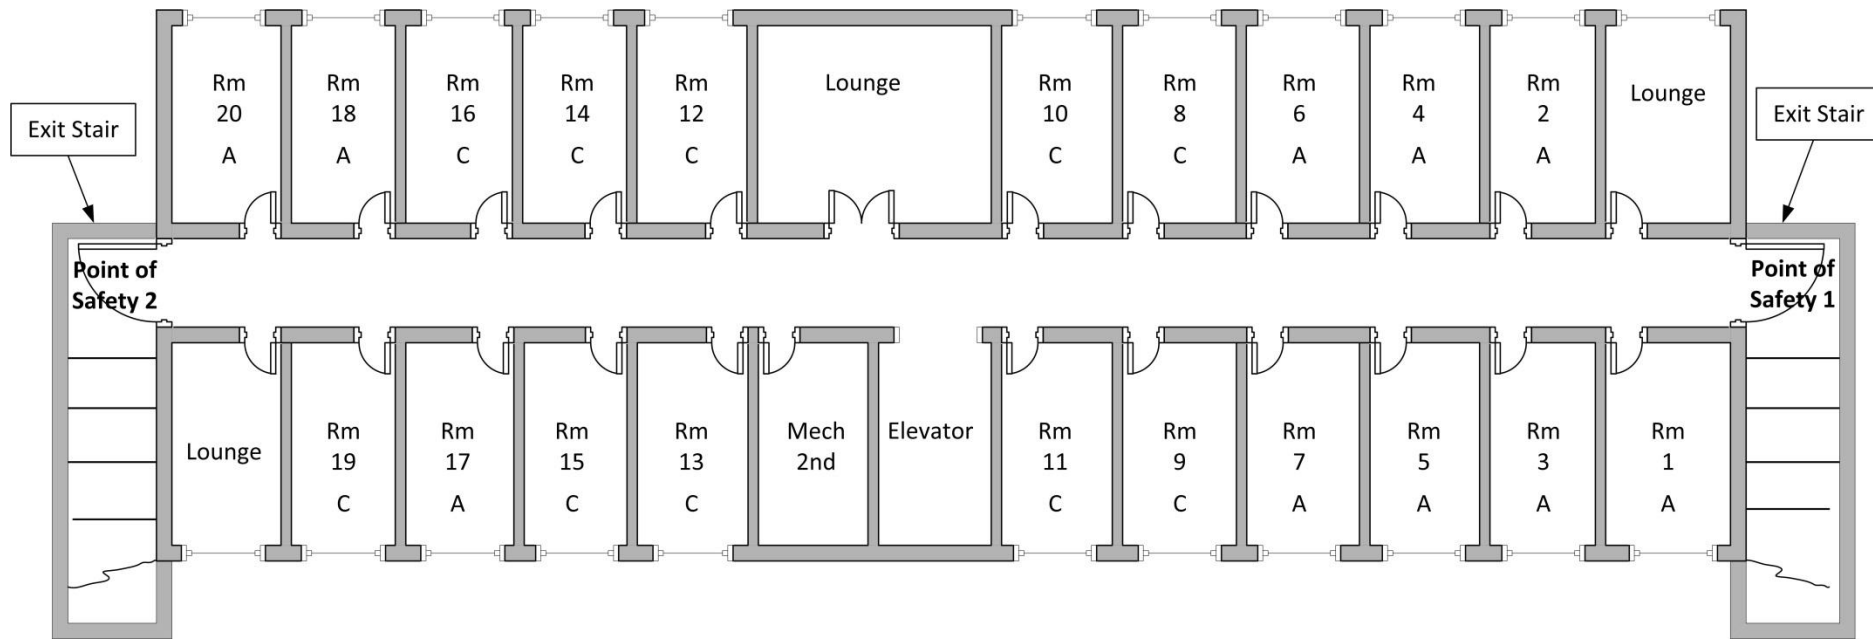 Exit Stair
Rm
20
A
Rm
18
A
Rm
16
C
Rm
14
C
Rm
12
C
Lounge
Rm
10
C
Rm
8
C
Rm
6
A
Rm
4
A
Rm
2
A
Lounge
Exit Stair
Point of
Safety 2
Point of
Safety 1
Lounge
Rm
19
C
Rm
17
A
Rm
15
C
Rm
13
C
Mech
2nd
Elevator
Rm
11
C
Rm
9
C
Rm
7
A
Rm
5
A
Rm
3
A
Rm
1
A